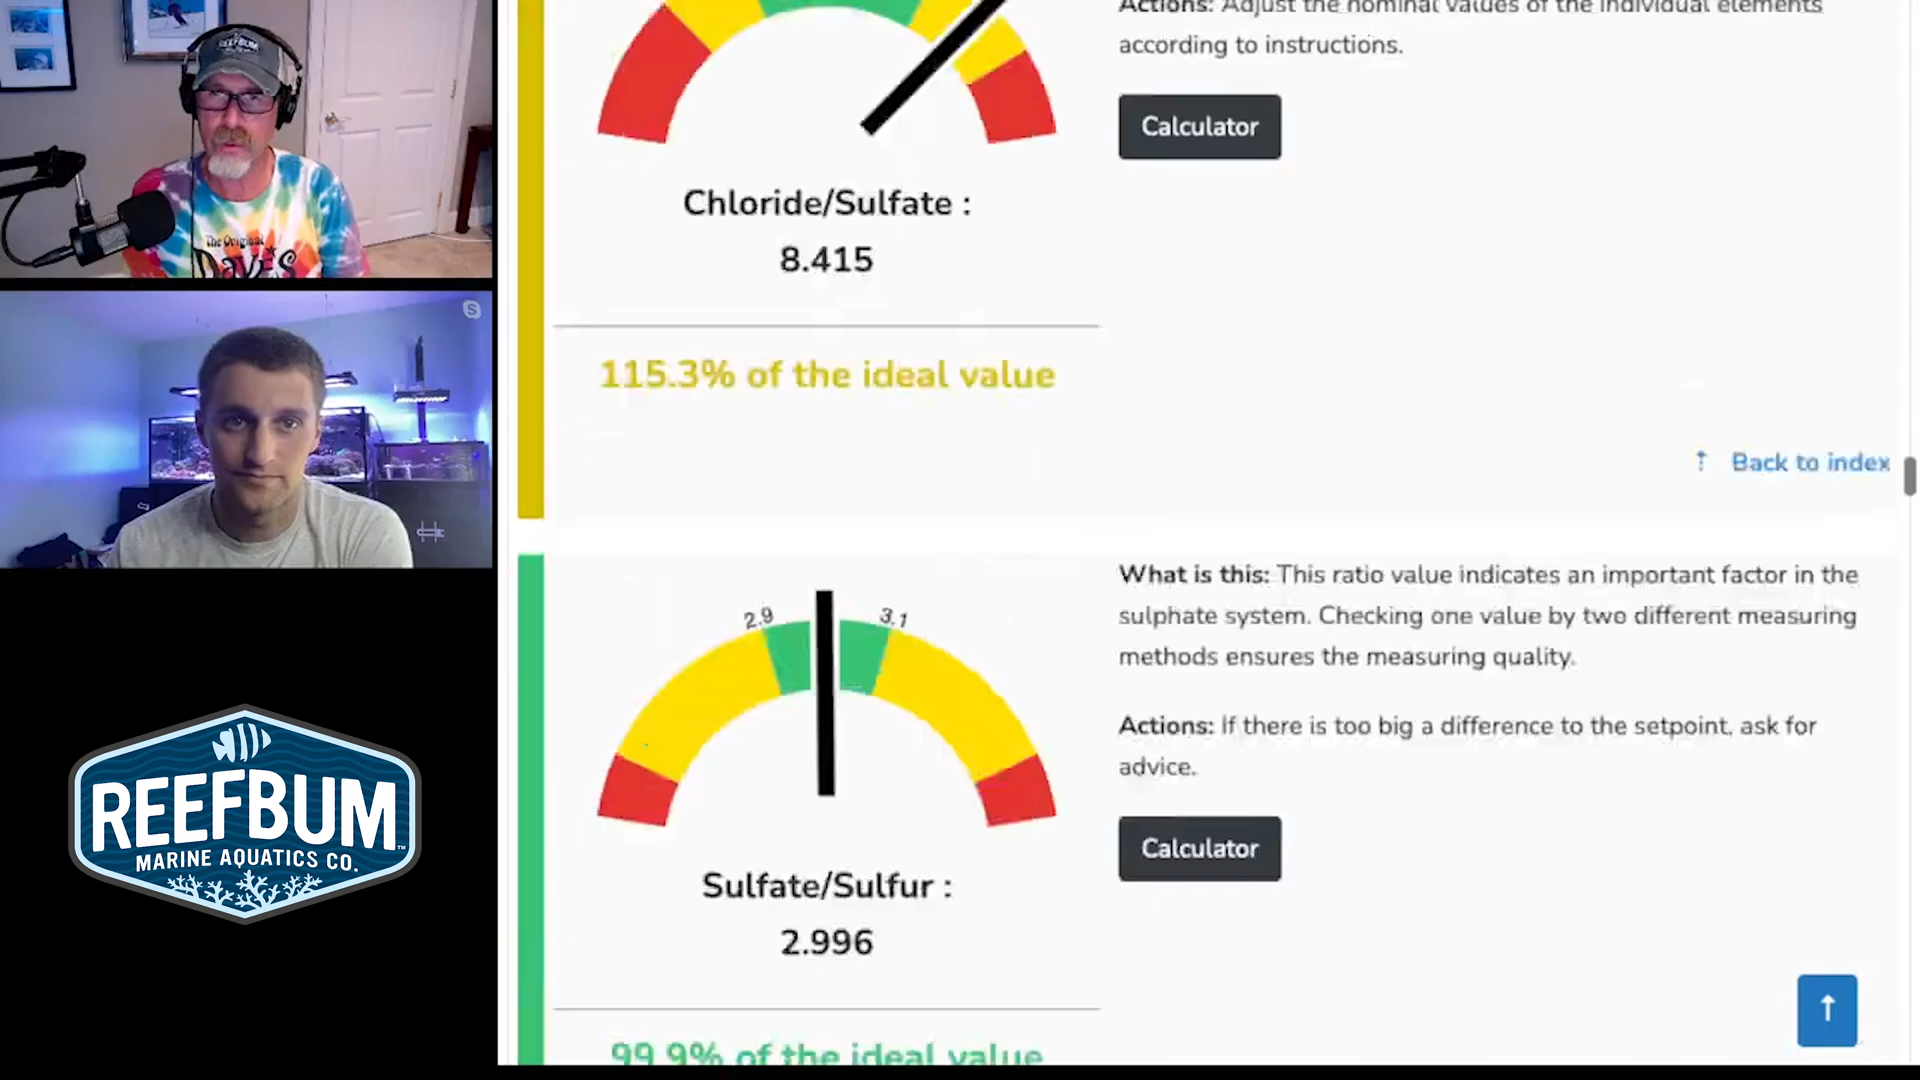 REEFBUM
The Original
Dave's
REEFBUM
MARINE AQUATICS CO.
Chloride/Sulfate :
8.415
115.3% of the ideal value
Actions: Adjust the nominal values of the individual elements
according to instructions.
Calculator
↑ Back to index
2.9
3.1
Sulfate/Sulfur :
2.996
99.9% of the ideal value
What is this: This ratio value indicates an important factor in the
sulphate system. Checking one value by two different measuring
methods ensures the measuring quality.
Actions: If there is too big a difference to the setpoint, ask for
advice.
Calculator
↑